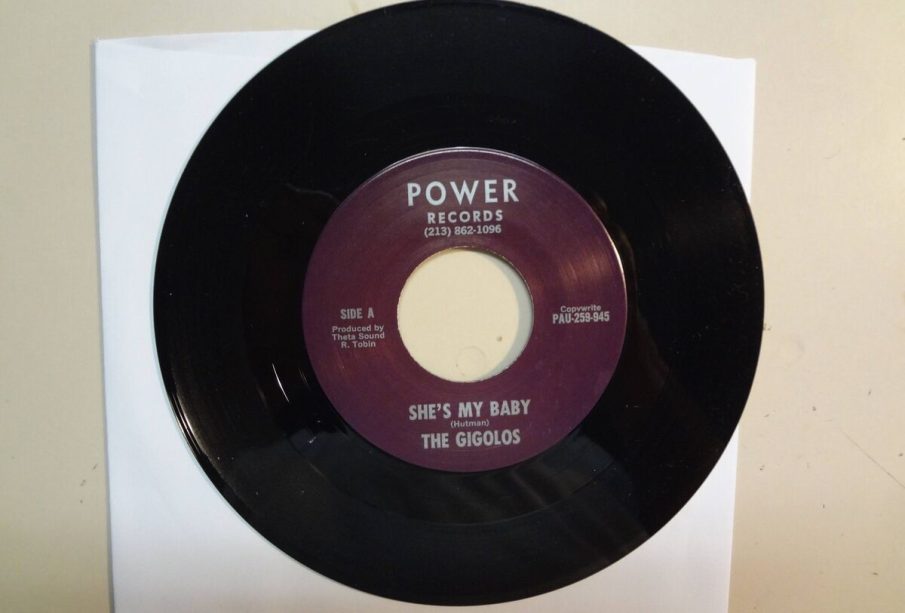 POWER
RECORDS
(213) 862-1096
SIDE A
Produced by
Theta Sound
R. Tobin
Copywrite
PAU-259-945
SHE'S MY BABY
(Hutman)
THE GIGOLOS